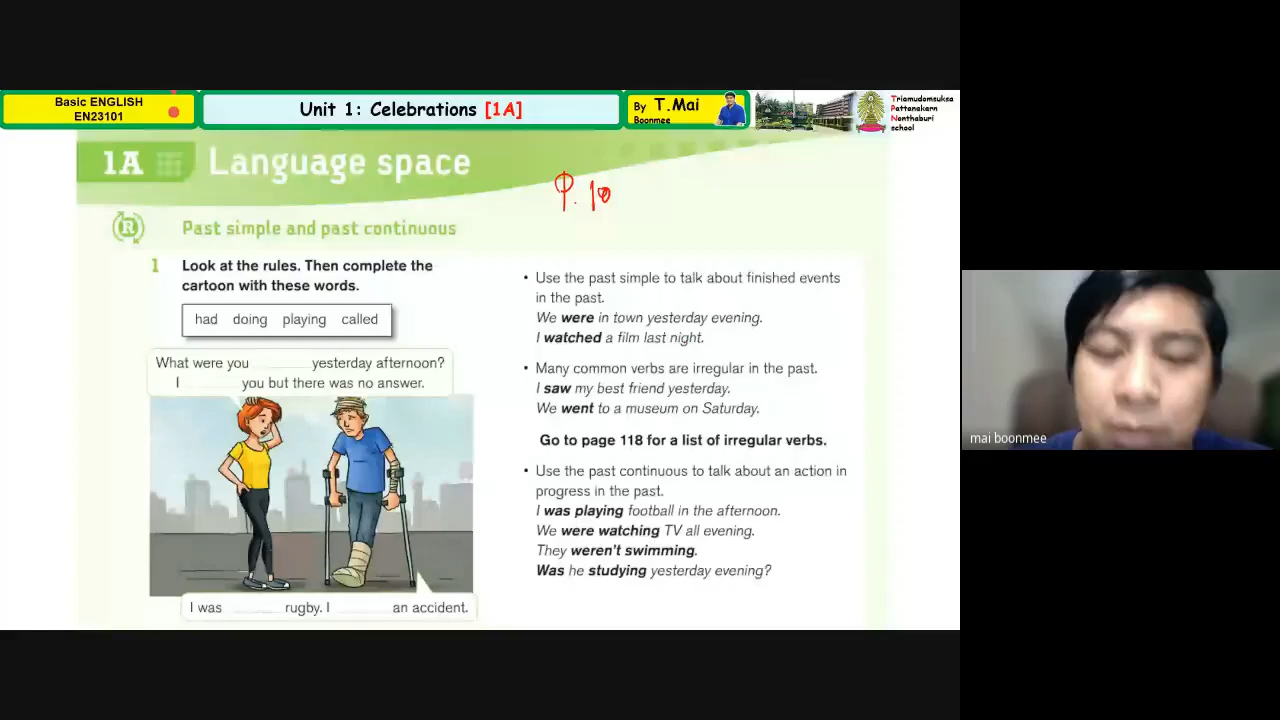 Basic ENGLISH
EN23101
Unit 1: Celebrations [1A]
By T.Mai
Boonmee
Triamudomsuksa
Pattanakarn
Nonthaburi
school
1A Language space
P. 10
R Past simple and past continuous
1 Look at the rules. Then complete the
cartoon with these words.
had doing playing called
What were you yesterday afternoon?
I you but there was no answer.
I was rugby. I an accident.
• Use the past simple to talk about finished events
in the past.
We were in town yesterday evening.
I watched a film last night.
• Many common verbs are irregular in the past.
I saw my best friend yesterday.
We went to a museum on Saturday.
Go to page 118 for a list of irregular verbs.
• Use the past continuous to talk about an action in
progress in the past.
I was playing football in the afternoon.
We were watching TV all evening.
They weren't swimming.
Was he studying yesterday evening?
mai boonmee